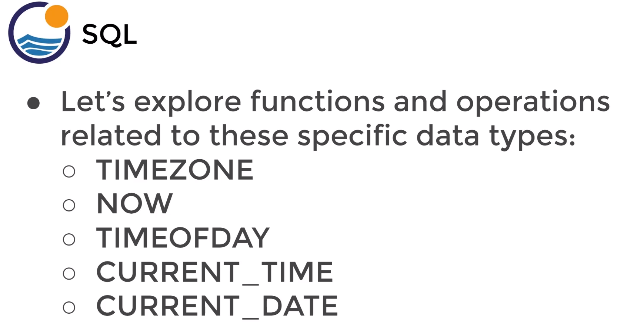 SQL
● Let’s explore functions and operations
related to these specific data types:
○ TIMEZONE
○ NOW
○ TIMEOFDAY
○ CURRENT_TIME
○ CURRENT_DATE